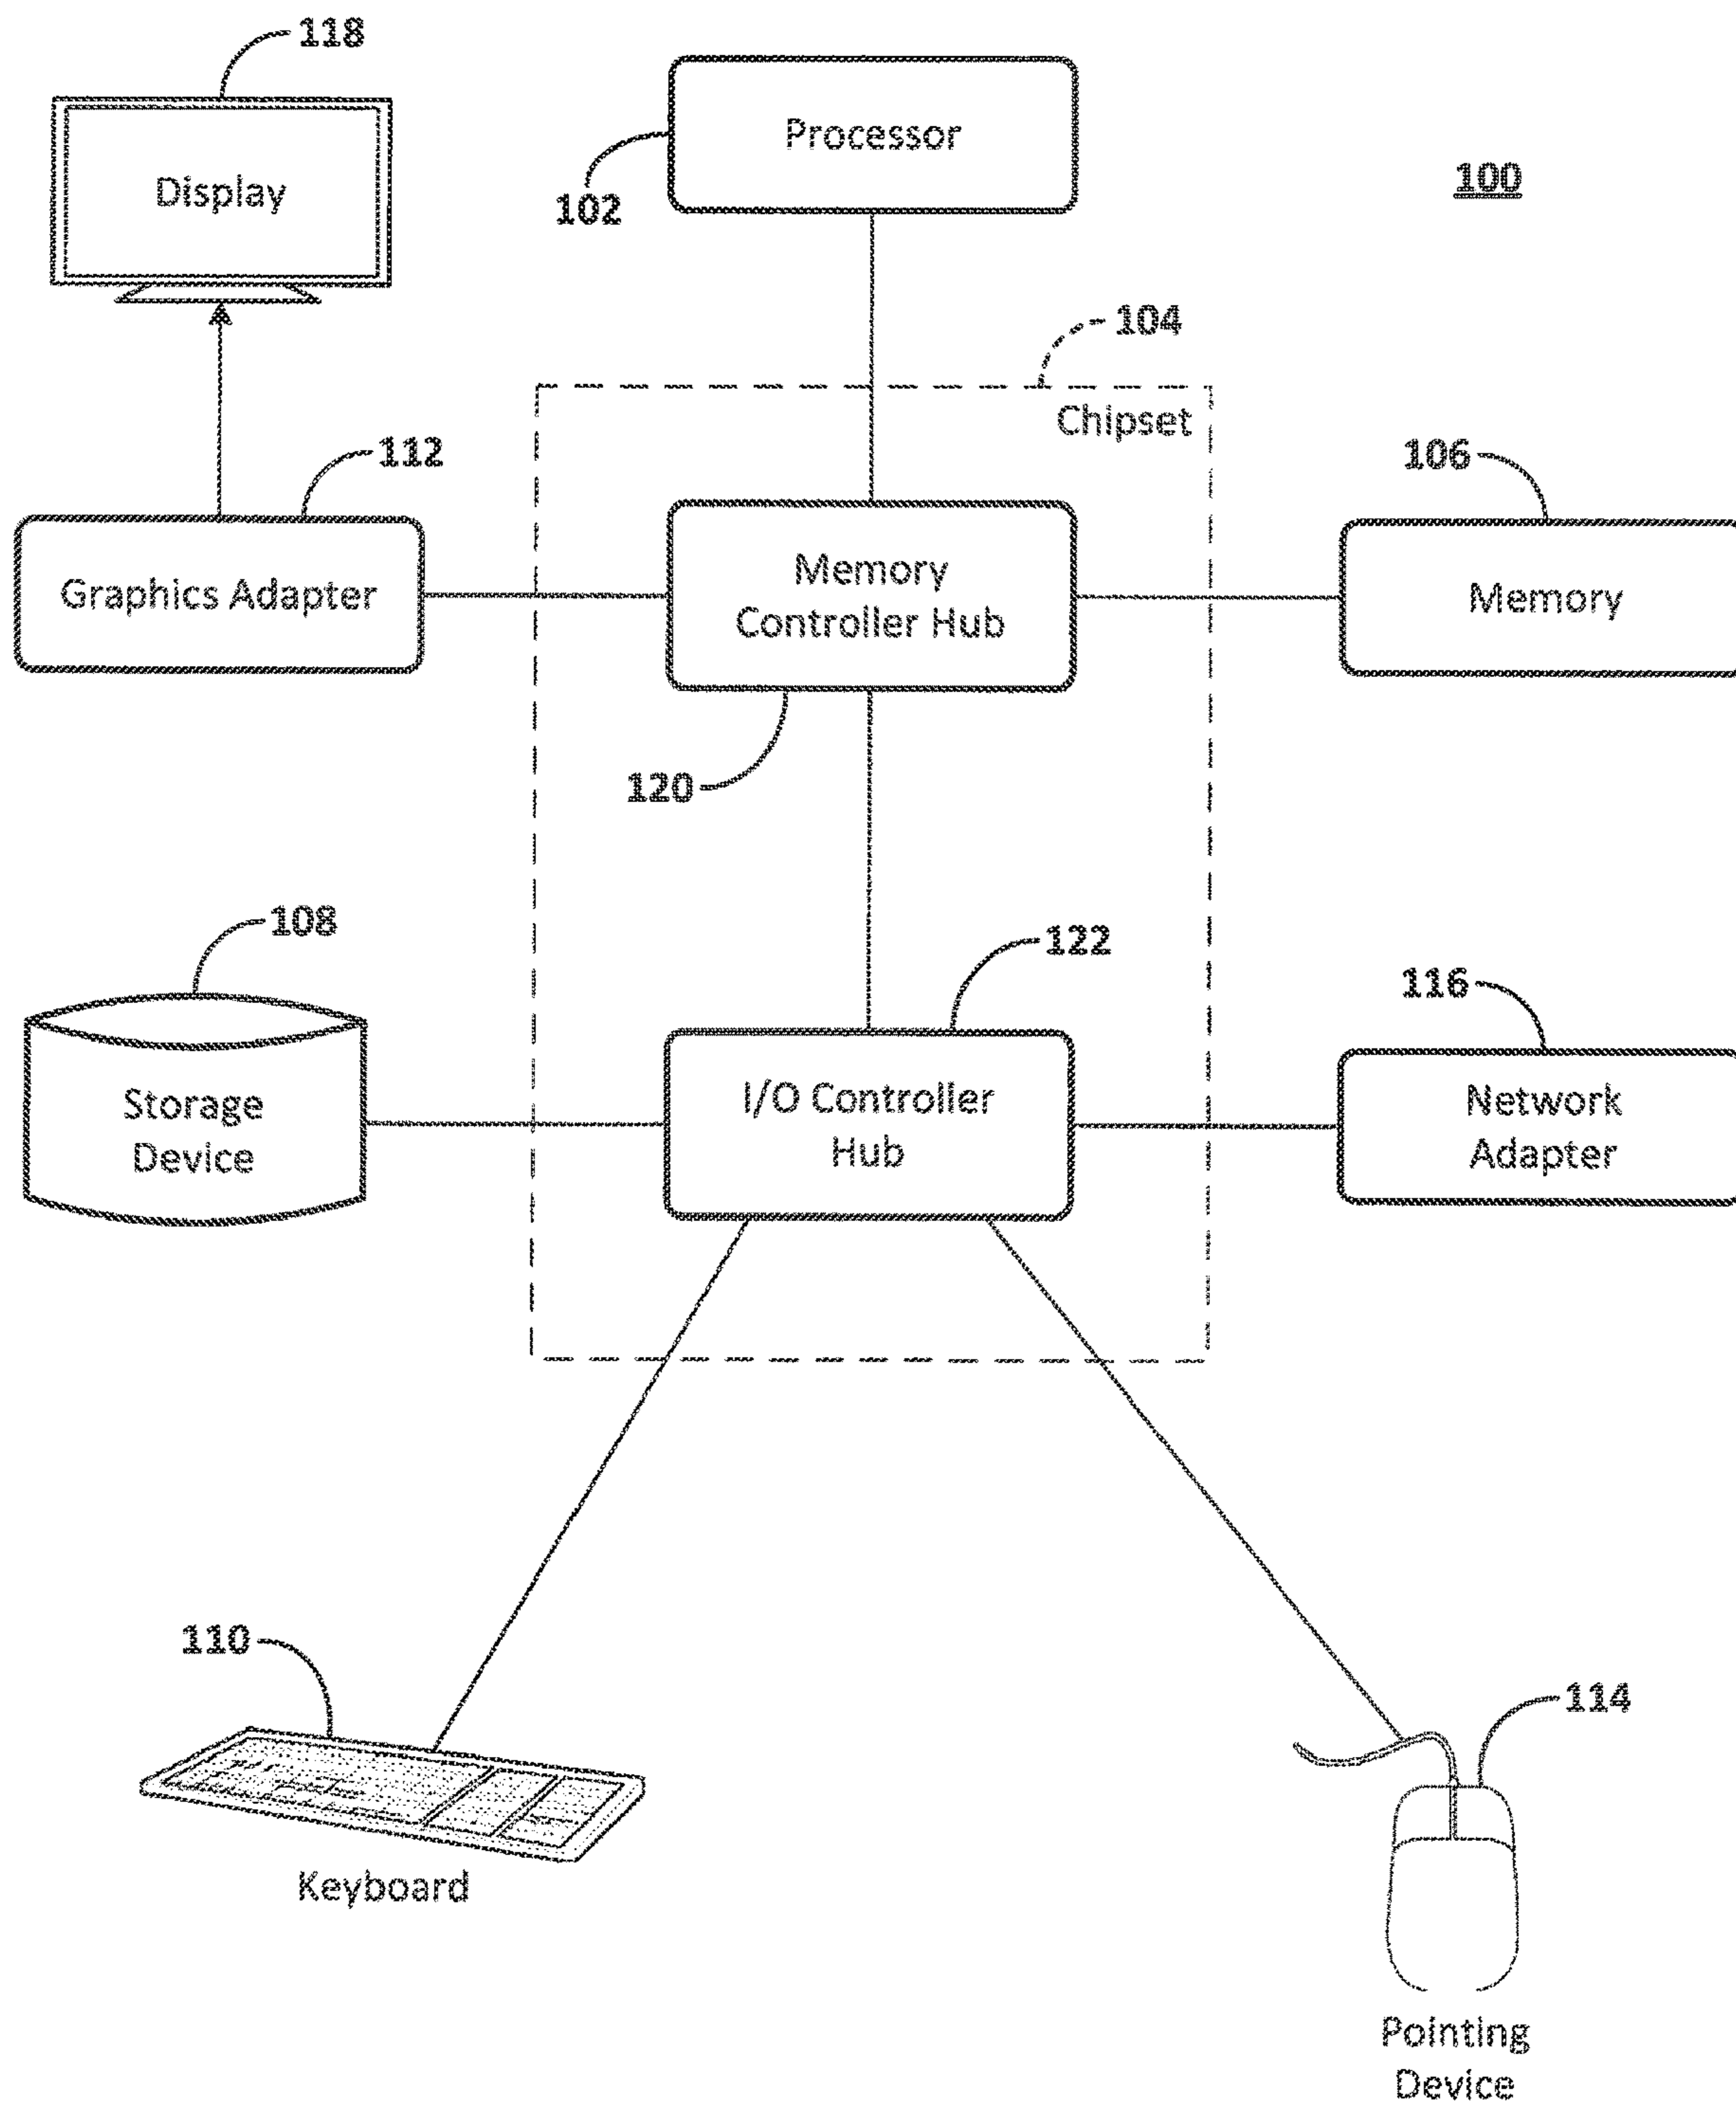 118
Processor
Display
102
100
104
Chipset
112
106
Graphics Adapter
Memory
Controller Hub
Memory
120
108
122
116
Storage
Device
I/O Controller
Hub
Network
Adapter
110
114
Keyboard
Pointing
Device